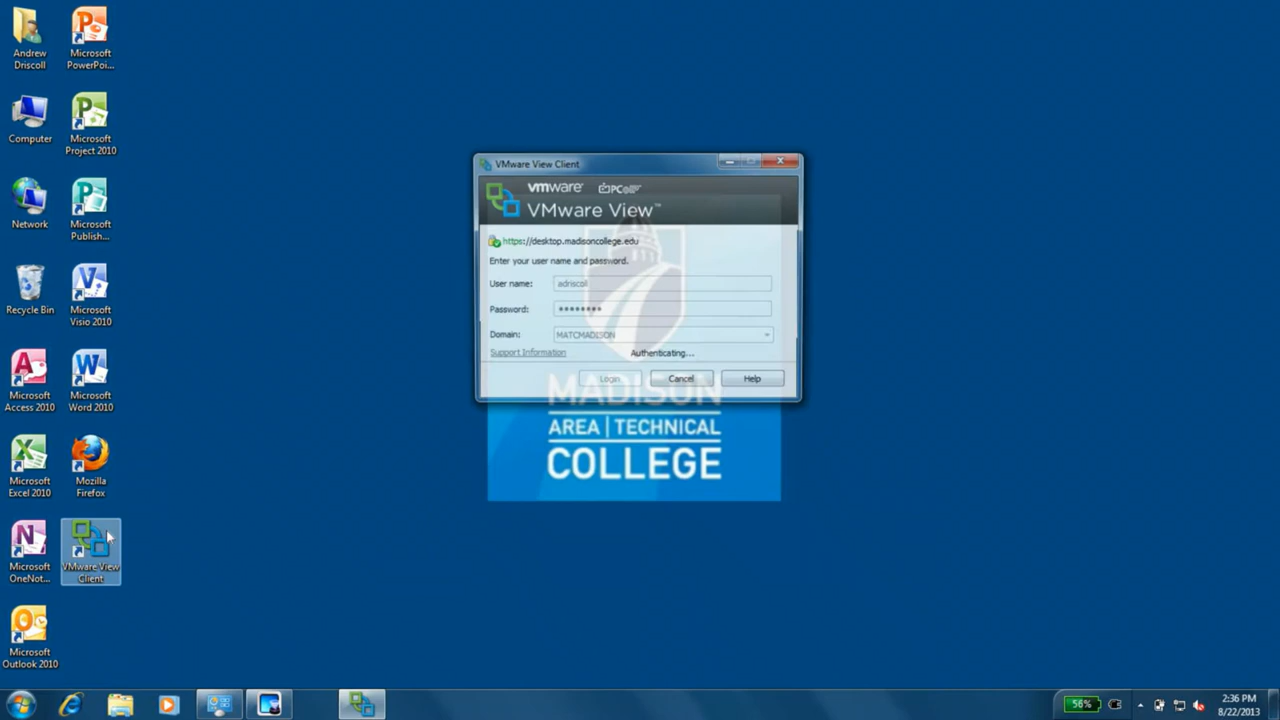 Andrew
Driscoll
Microsoft
PowerPoi...
Computer
Microsoft
Project 2010
Network
Microsoft
Publish...
Recycle Bin
Microsoft
Visio 2010
Microsoft
Access 2010
Microsoft
Word 2010
Microsoft
Excel 2010
Mozilla
Firefox
Microsoft
OneNot...
VMware View
Client
Microsoft
Outlook 2010
VMware View Client
vmware PCoIP
VMware View™
https://desktop.madisoncollege.edu
Enter your user name and password.
User name: adriscoll
Password: ********
Domain: MATCMADISON
Support Information
Authenticating...
Login Cancel Help
MADISON
AREA | TECHNICAL
COLLEGE
56%
2:36 PM
8/22/2013